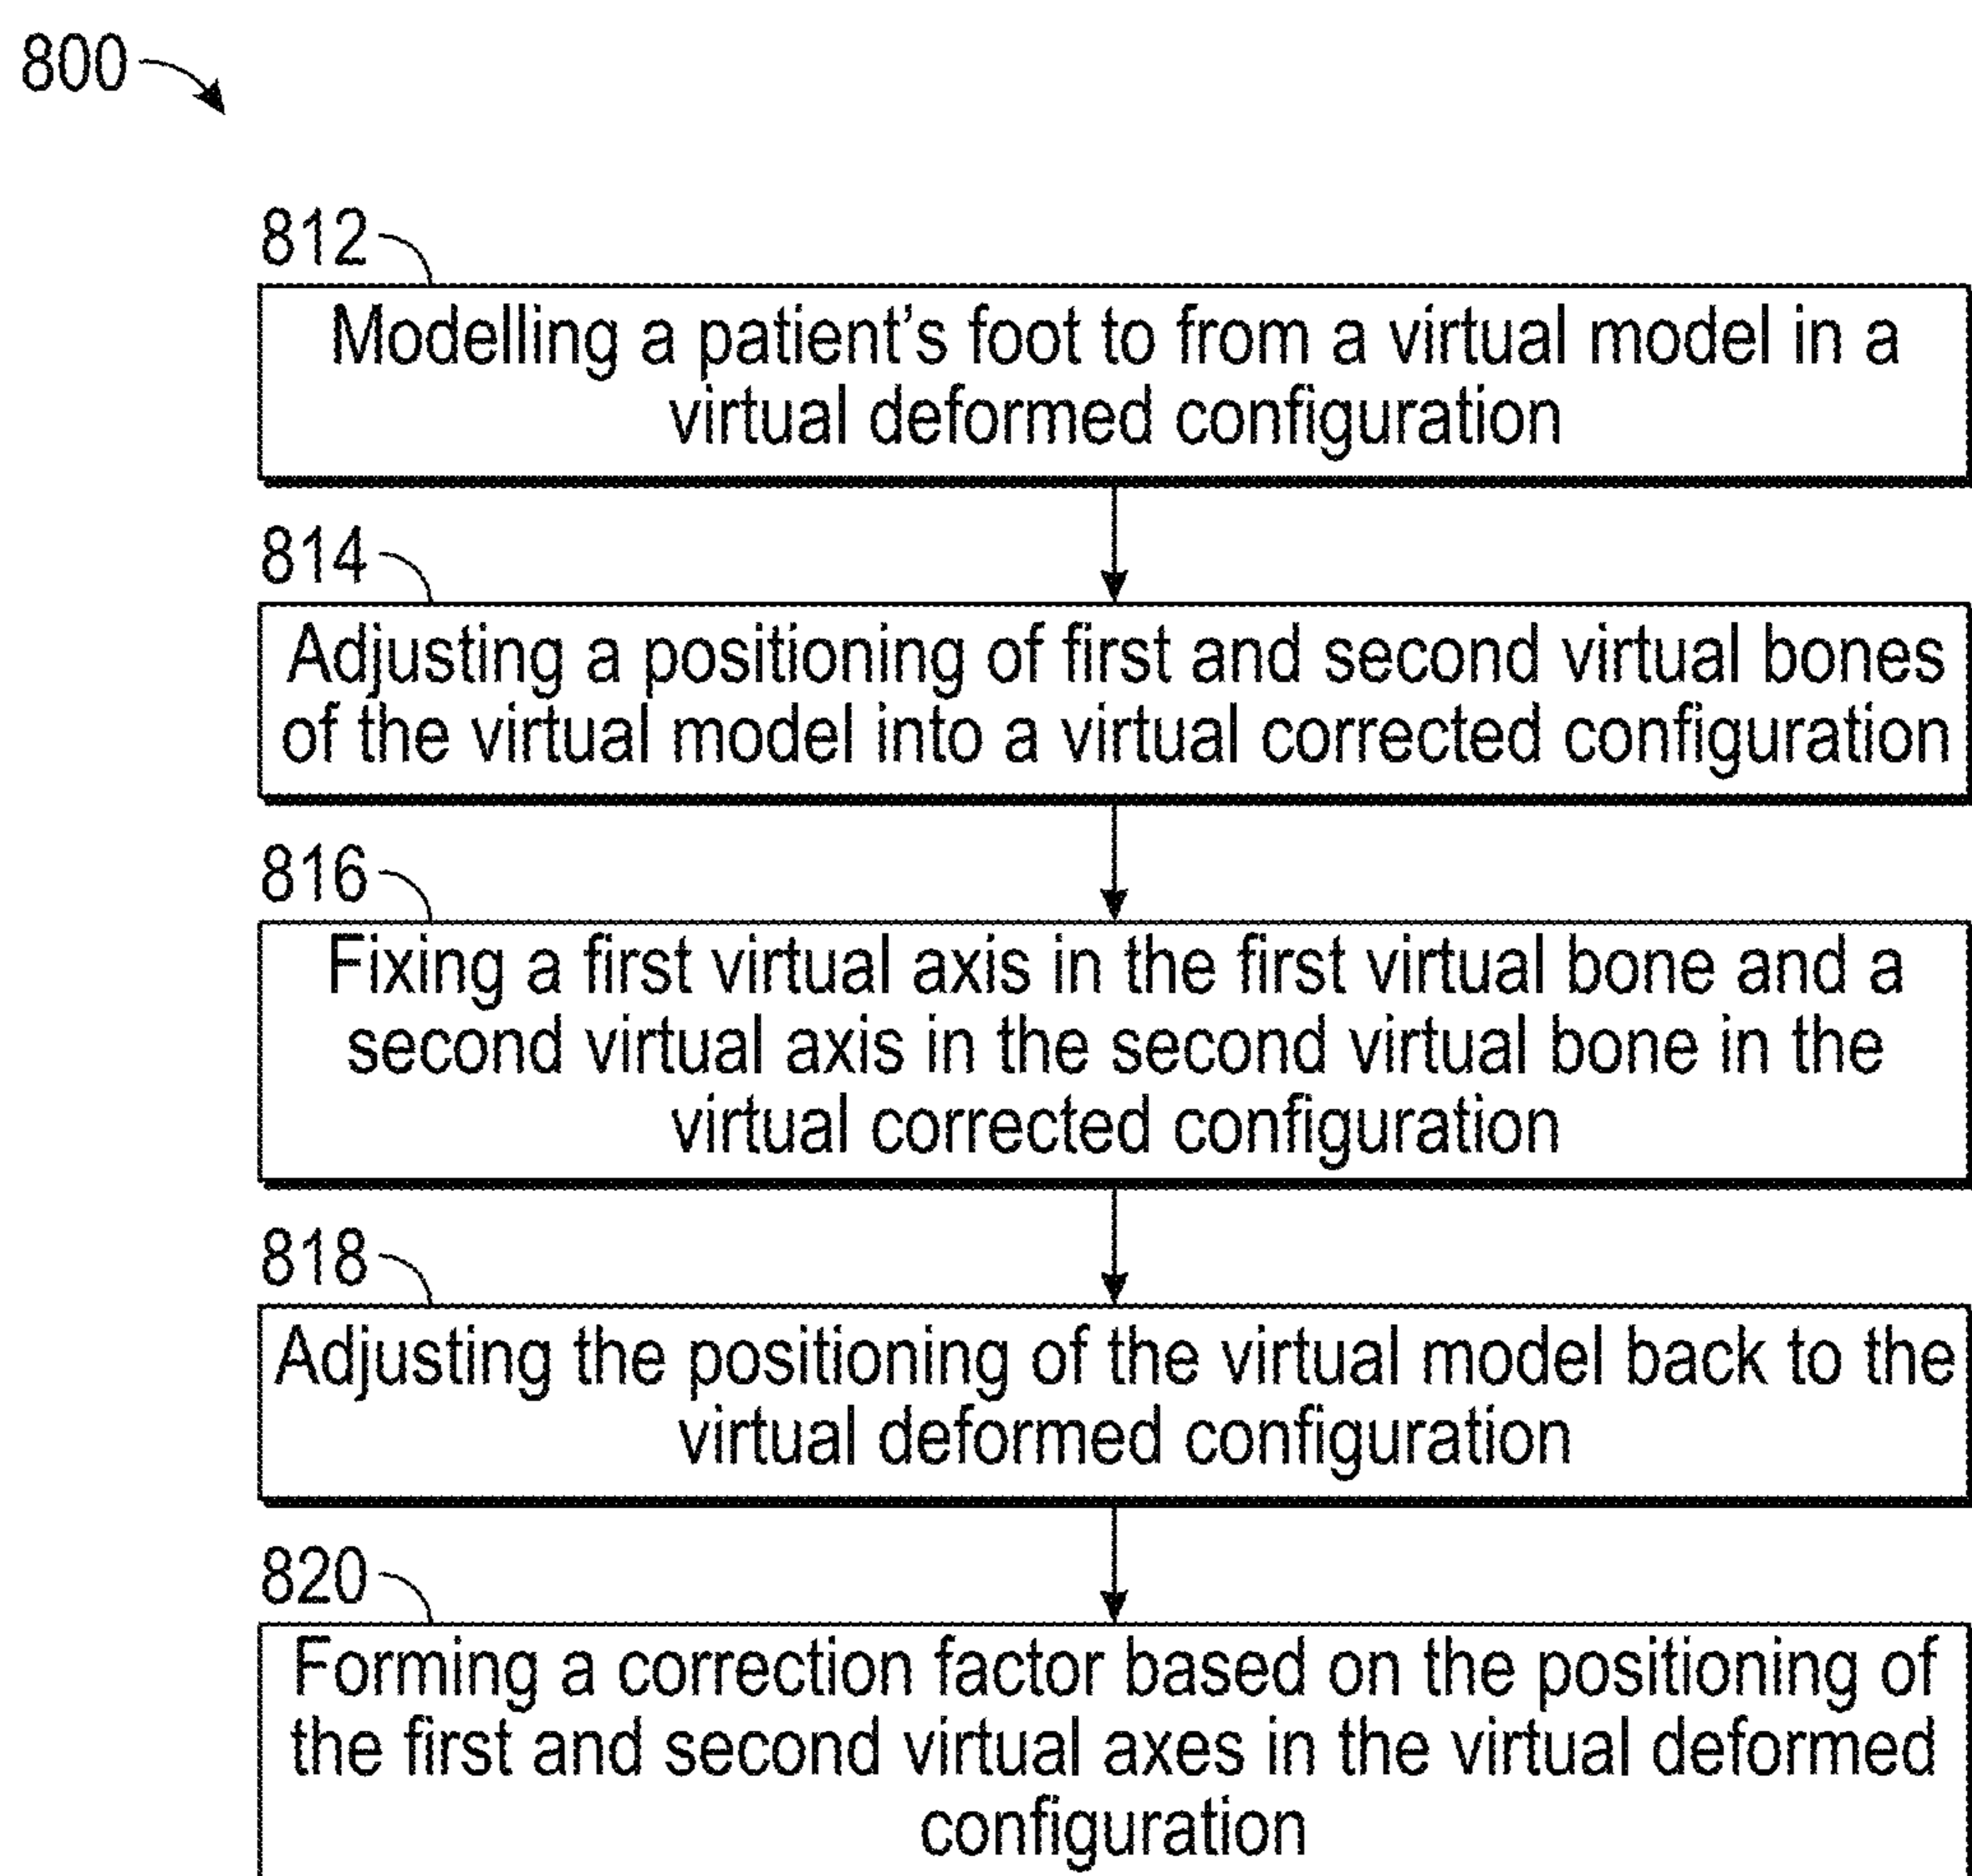 800
812
Modelling a patient’s foot to from a virtual model in a
virtual deformed configuration
814
Adjusting a positioning of first and second virtual bones
of the virtual model into a virtual corrected configuration
816
Fixing a first virtual axis in the first virtual bone and a
second virtual axis in the second virtual bone in the
virtual corrected configuration
818
Adjusting the positioning of the virtual model back to the
virtual deformed configuration
820
Forming a correction factor based on the positioning of
the first and second virtual axes in the virtual deformed
configuration